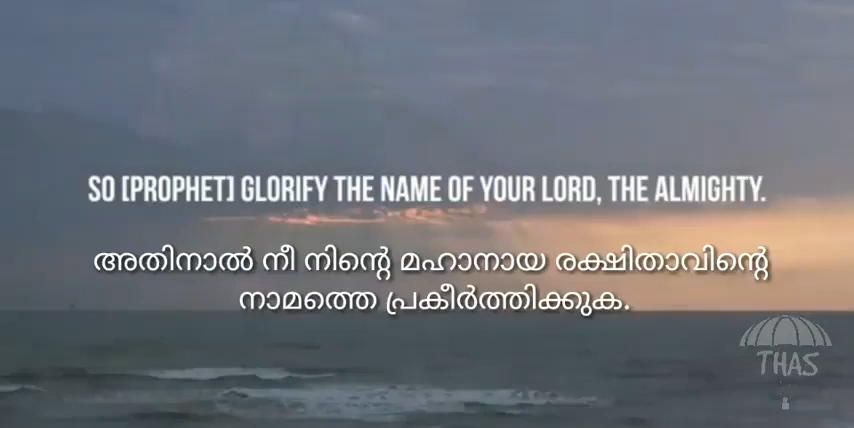 SO [PROPHET] GLORIFY THE NAME OF YOUR LORD, THE ALMIGHTY.
അതിനാൽ നീ നിന്റെ മഹാനായ രക്ഷിതാവിന്റെ
നാമത്തെ പ്രകീർത്തിക്കുക.
THAS